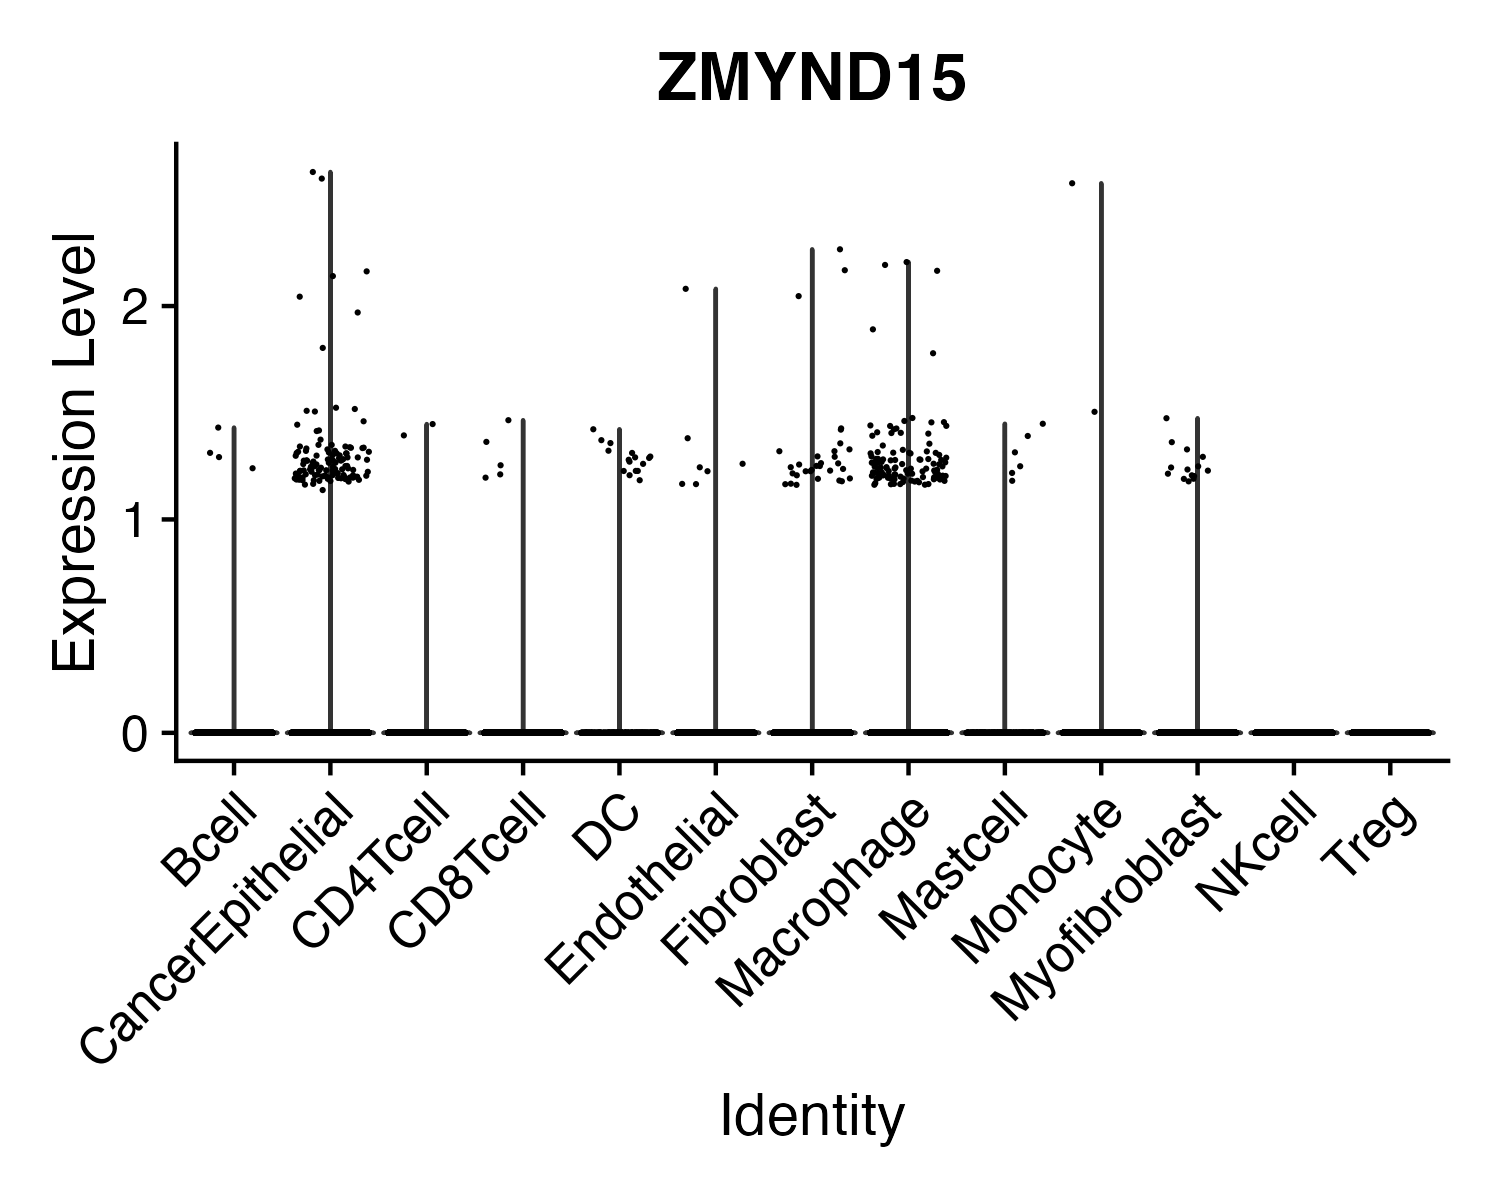 ZMYND15
Expression Level
2
1
0
Bcell
CancerEpithelial
CD4Tcell
CD8Tcell
DC
Endothelial
Fibroblast
Macrophage
Mastcell
Monocyte
Myofibroblast
NKcell
Treg
Identity